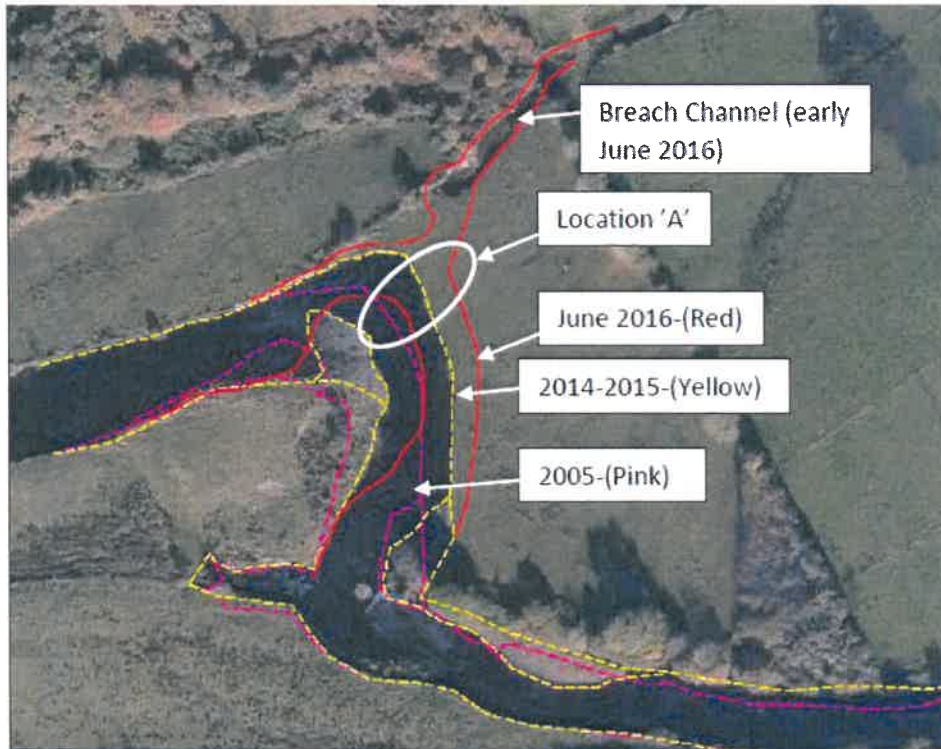 Breach Channel (early
June 2016)
Location 'A'
June 2016-(Red)
2014-2015-(Yellow)
2005-(Pink)